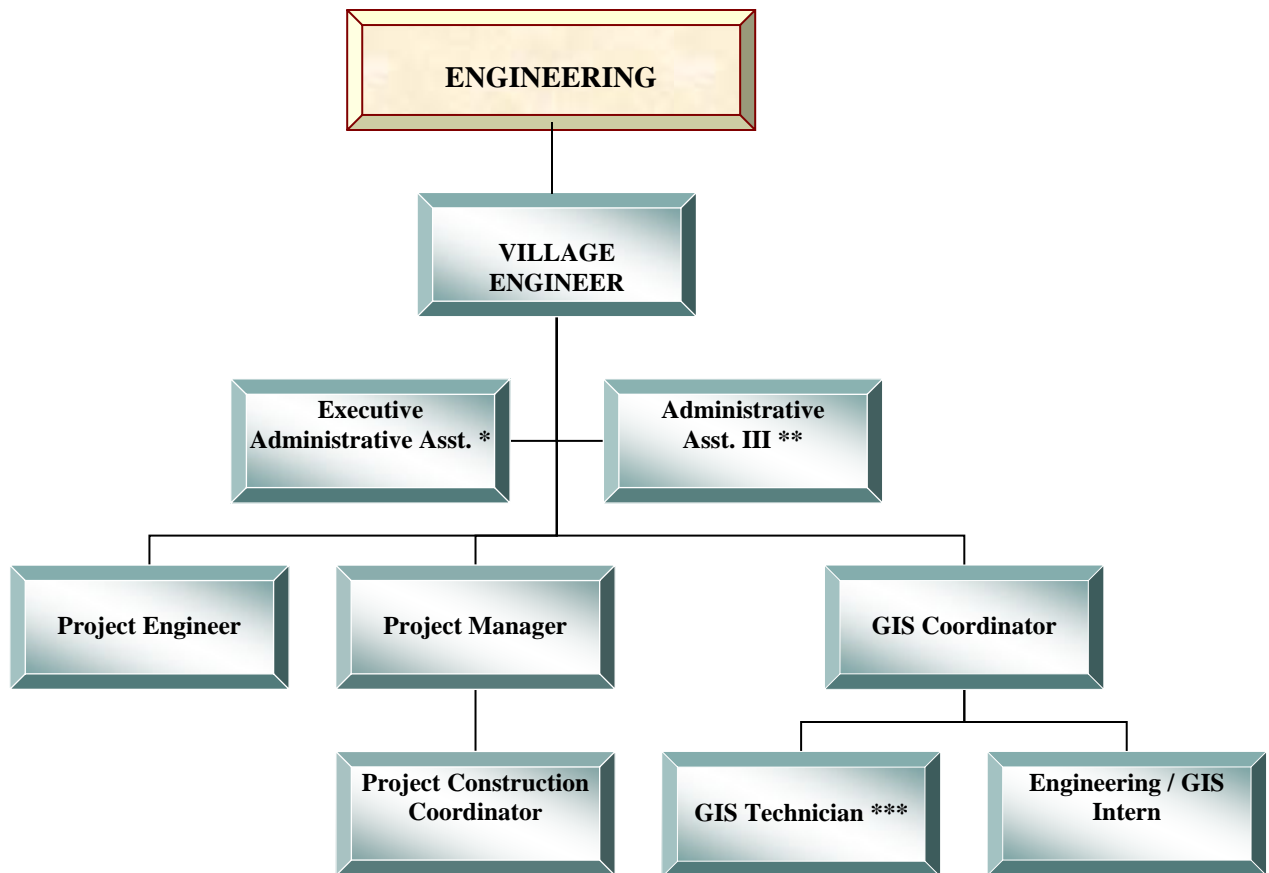 ENGINEERING
VILLAGE
ENGINEER
Executive
Administrative Asst. *
Administrative
Asst. III **
Project Engineer
Project Manager
GIS Coordinator
Project Construction
Coordinator
GIS Technician ***
Engineering / GIS
Intern